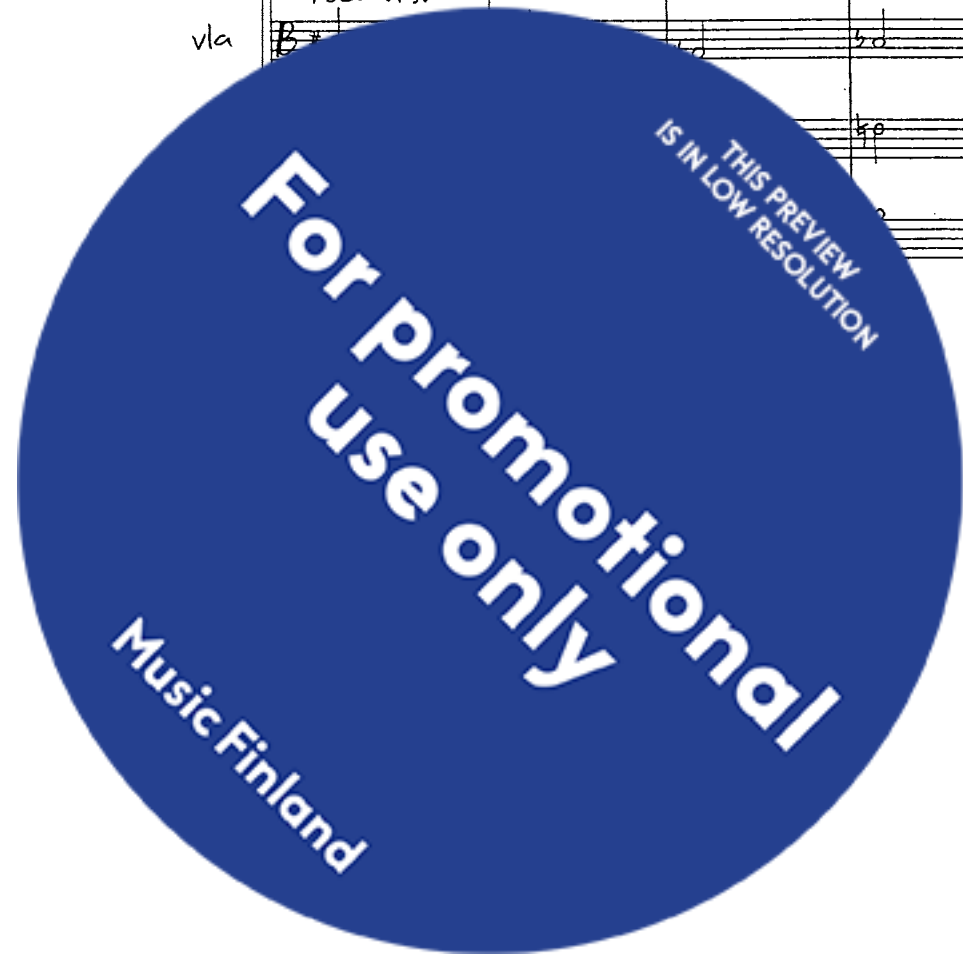 vla
THIS PREVIEW
IS IN LOW RESOLUTION
For promotional
use only
Music Finland